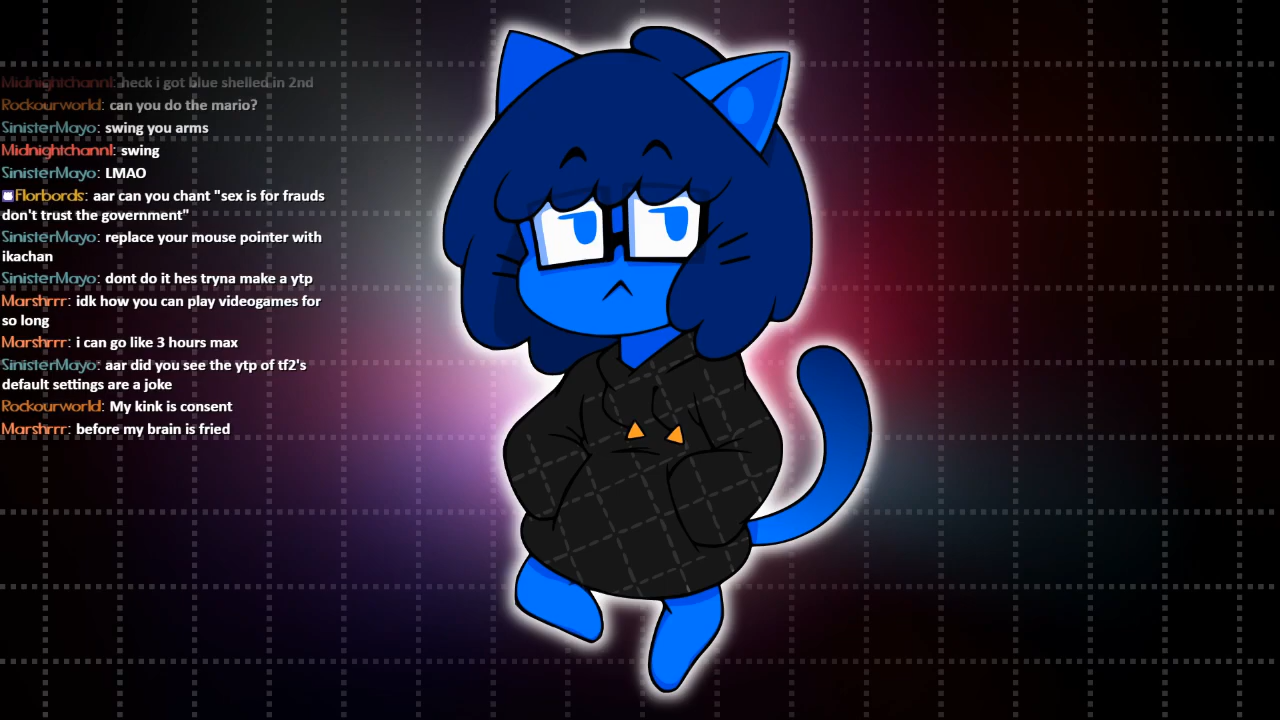 Midnightchannl: heck i got blue shelled in 2nd
Rockourworld: can you do the mario?
SinisterMayo: swing you arms
Midnightchannl: swing
SinisterMayo: LMAO
Florbords: aar can you chant "sex is for frauds
don't trust the government"
SinisterMayo: replace your mouse pointer with
ikachan
SinisterMayo: dont do it hes tryna make a ytp
Marshrrr: idk how you can play videogames for
so long
Marshrrr: i can go like 3 hours max
SinisterMayo: aar did you see the ytp of tf2's
default settings are a joke
Rockourworld: My kink is consent
Marshrrr: before my brain is fried